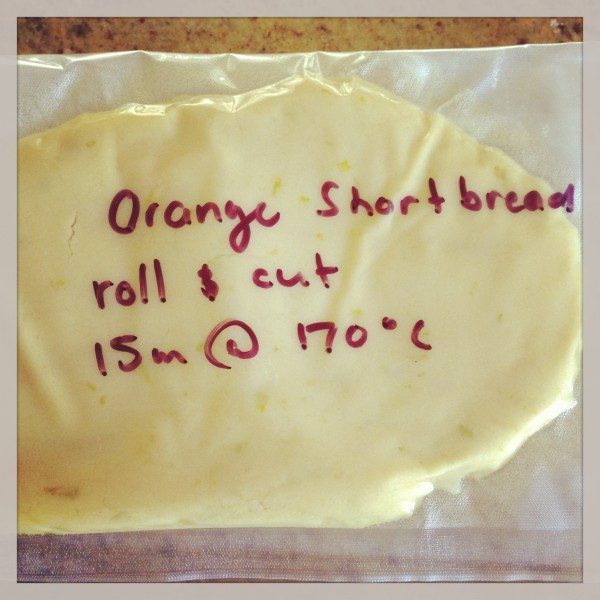 Orange Shortbread
roll & cut
15m @ 170°C